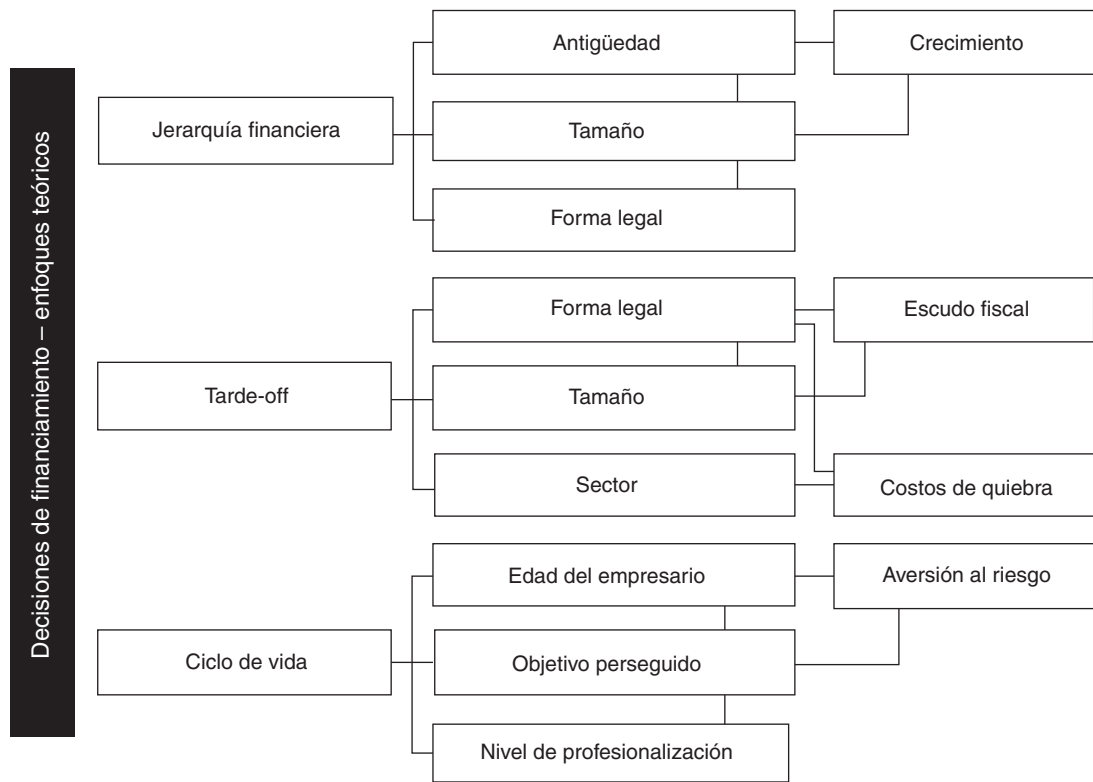 Decisiones de financiamiento – enfoques teóricos
Jerarquía financiera
Antigüedad
Crecimiento
Tamaño
Forma legal
Tarde-off
Forma legal
Escudo fiscal
Tamaño
Sector
Costos de quiebra
Ciclo de vida
Edad del empresario
Aversión al riesgo
Objetivo perseguido
Nivel de profesionalización